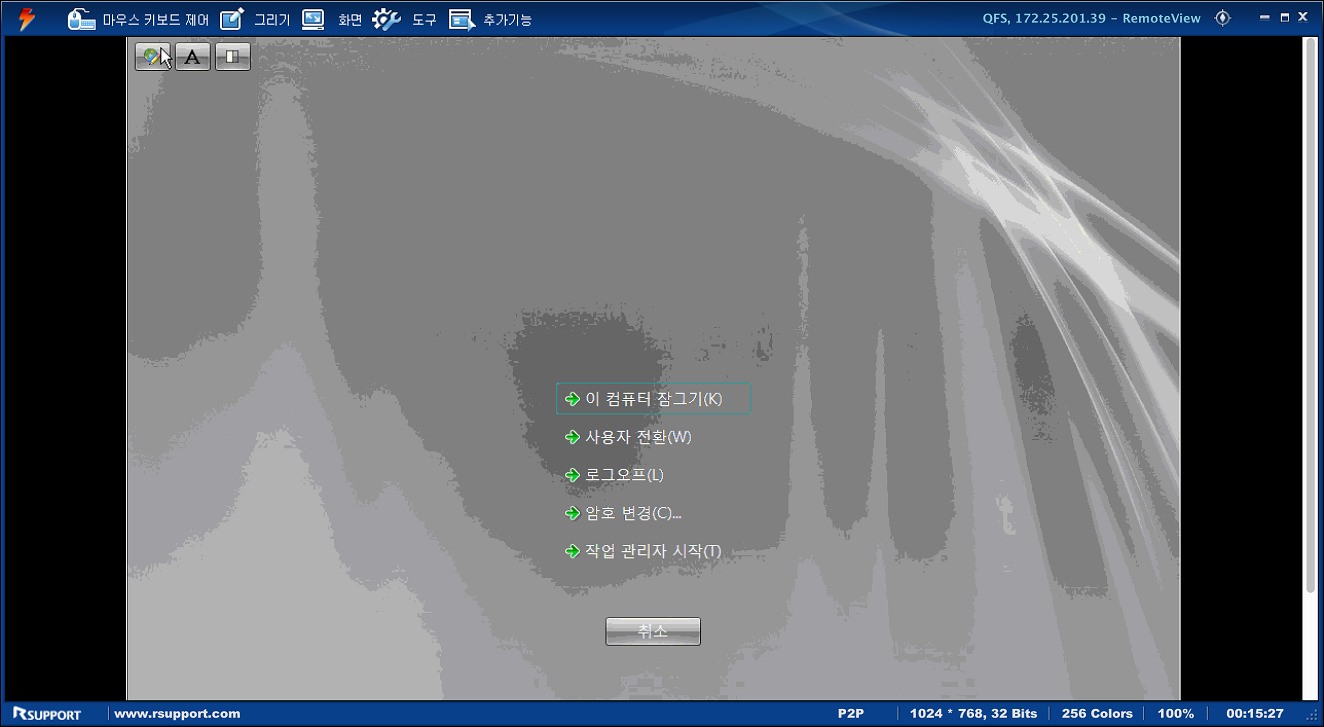 마우스 키보드 제어 그리기 화면 도구 추가기능 QFS, 172.25.201.39 - RemoteView
A
이 컴퓨터 잠그기(K)
사용자 전환(W)
로그오프(L)
암호 변경(C)...
작업 관리자 시작(T)
취소
RSUPPORT www.rsupport.com P2P 1024 * 768, 32 Bits 256 Colors 100% 00:15:27